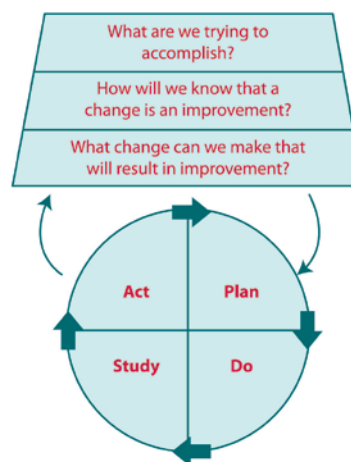 What are we trying to
accomplish?
How will we know that a
change is an improvement?
What change can we make that
will result in improvement?
Act
Plan
Study
Do